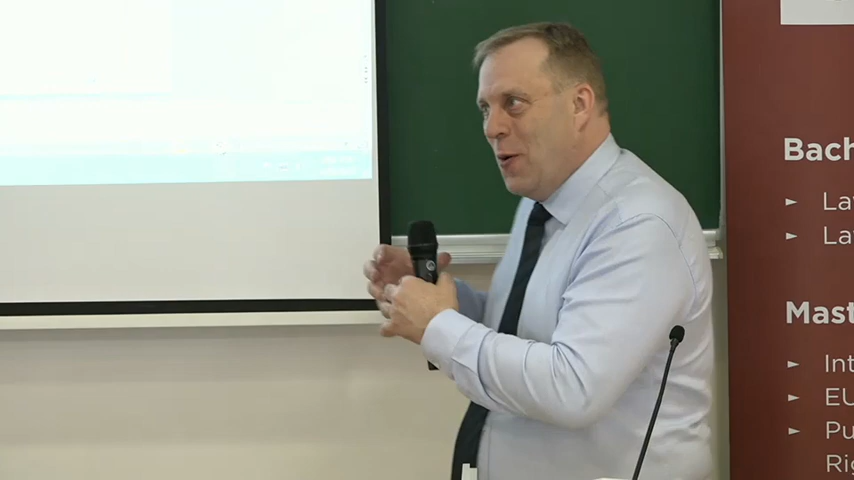 Bach
La
La
Mast
Int
EU
Pu
Rig